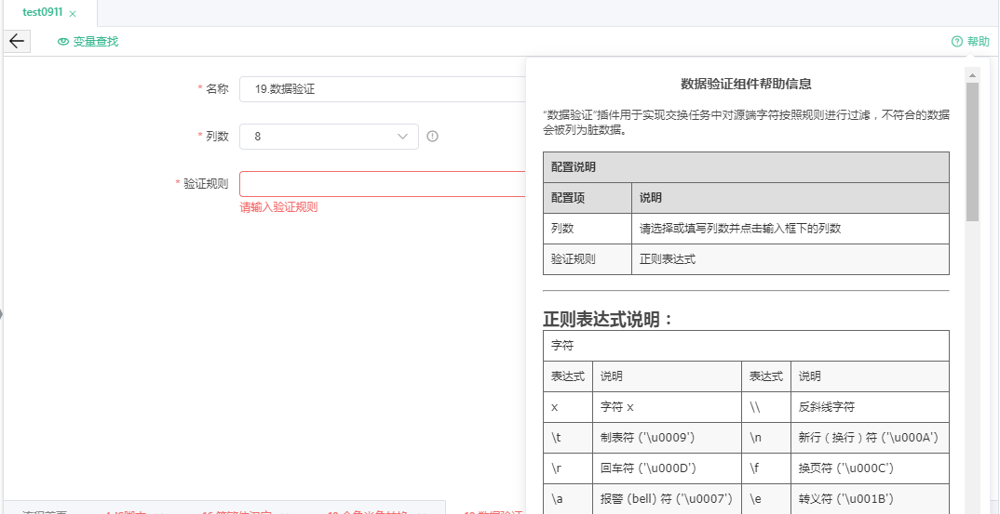 test0911 ×
变量查找
帮助
* 名称 19.数据验证
* 列数 8
* 验证规则
请输入验证规则
数据验证组件帮助信息
“数据验证”插件用于实现交换任务中对源端字符按照规则进行过滤，不符合的数据
会被列为脏数据。
配置说明
配置项 说明
列数 请选择或填写列数并点击输入框下的列数
验证规则 正则表达式
正则表达式说明：
字符
表达式 说明 表达式 说明
x 字符 x \\ 反斜线字符
\t 制表符 ('\u0009') \n 新行（换行）符 ('\u000A')
\r 回车符 ('\u000D') \f 换页符 ('\u000C')
\a 报警 (bell) 符 ('\u0007') \e 转义符 ('\u001B')